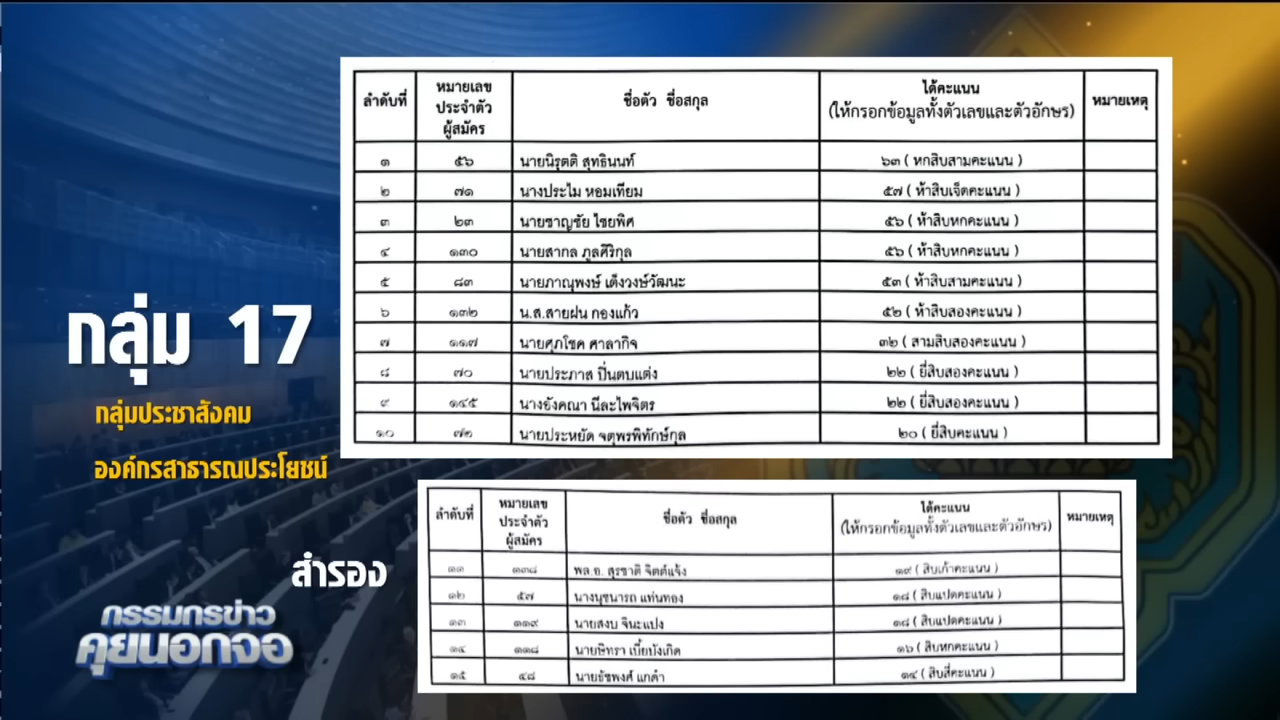 ลำดับที่ หมายเลขประจำตัวผู้สมัคร ชื่อตัว ชื่อสกุล ได้คะแนน (ให้กรอกข้อมูลทั้งตัวเลขและตัวอักษร) หมายเหตุ
๑ ๕๖ นายนิรุตติ สุทธินนท์ ๖๓ ( หกสิบสามคะแนน )
๒ ๗๑ นางประไม หอมเทียม ๕๗ ( ห้าสิบเจ็ดคะแนน )
๓ ๒๓ นายชาญชัย ไชยพิศ ๕๖ ( ห้าสิบหกคะแนน )
๔ ๑๓๐ นายสากล ภูลศิริกุล ๕๖ ( ห้าสิบหกคะแนน )
๕ ๘๓ นายภาณุพงษ์ เต็งวงษ์วัฒนะ ๕๓ ( ห้าสิบสามคะแนน )
๖ ๑๓๒ น.ส.สายฝน กองแก้ว ๕๒ ( ห้าสิบสองคะแนน )
๗ ๑๑๗ นายศุภโชค ศาลากิจ ๓๒ ( สามสิบสองคะแนน )
๘ ๗๐ นายประภาส ปิ่นตบแต่ง ๒๒ ( ยี่สิบสองคะแนน )
๙ ๑๔๕ นางอังคณา นีละไพจิตร ๒๒ ( ยี่สิบสองคะแนน )
๑๐ ๗๒ นายประหยัด จตุพรพิทักษ์กุล ๒๐ ( ยี่สิบคะแนน )
กลุ่ม 17
กลุ่มประชาสังคม
องค์กรสาธารณประโยชน์
สำรอง
ลำดับที่ หมายเลขประจำตัวผู้สมัคร ชื่อตัว ชื่อสกุล ได้คะแนน (ให้กรอกข้อมูลทั้งตัวเลขและตัวอักษร) หมายเหตุ
๑๑ ๑๓๘ พล.อ. สุรชาติ จิตต์แจ้ง ๑๙ ( สิบเก้าคะแนน )
๑๒ ๕๗ นางนุชนารถ แท่นทอง ๑๘ ( สิบแปดคะแนน )
๑๓ ๑๑๙ นายสงบ จินะแปง ๑๘ ( สิบแปดคะแนน )
๑๔ ๑๑๘ นายษิทรา เบี้ยบังเกิด ๑๖ ( สิบหกคะแนน )
๑๕ ๔๘ นายธัชพงศ์ แกดำ ๑๔ ( สิบสี่คะแนน )
กรรมกรข่าว
คุยนอกจอ